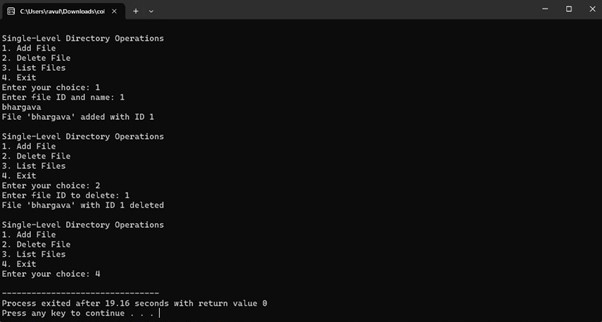 C:\Users\ravul\Downloads\coi
Single-Level Directory Operations
1. Add File
2. Delete File
3. List Files
4. Exit
Enter your choice: 1
Enter file ID and name: 1
bhargava
File 'bhargava' added with ID 1
Single-Level Directory Operations
1. Add File
2. Delete File
3. List Files
4. Exit
Enter your choice: 2
Enter file ID to delete: 1
File 'bhargava' with ID 1 deleted
Single-Level Directory Operations
1. Add File
2. Delete File
3. List Files
4. Exit
Enter your choice: 4
--------------------------------
Process exited after 19.16 seconds with return value 0
Press any key to continue . . .